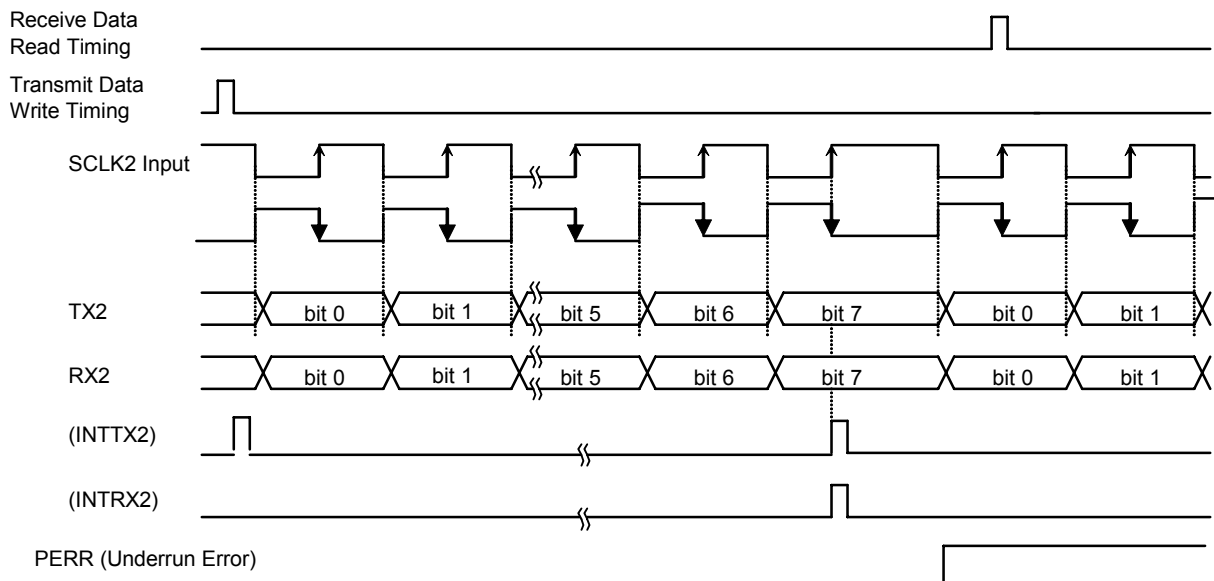 Receive Data
Read Timing
Transmit Data
Write Timing
SCLK2 Input
TX2
bit 0 bit 1 bit 5 bit 6 bit 7 bit 0 bit 1
RX2
bit 0 bit 1 bit 5 bit 6 bit 7 bit 0 bit 1
(INTTX2)
(INTRX2)
PERR (Underrun Error)